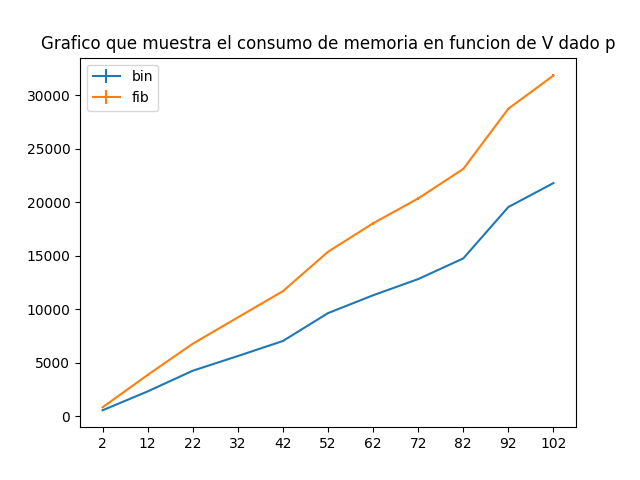 Grafico que muestra el consumo de memoria en funcion de V dado p
bin
fib
30000
25000
20000
15000
10000
5000
0
2 12 22 32 42 52 62 72 82 92 102